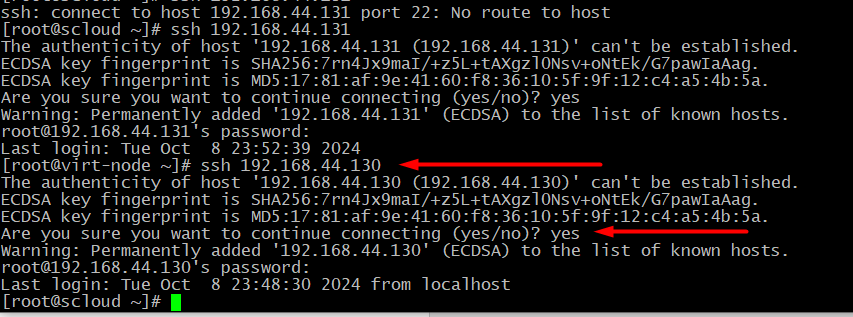 ssh: connect to host 192.168.44.131 port 22: No route to host
[root@scloud ~]# ssh 192.168.44.131
The authenticity of host '192.168.44.131 (192.168.44.131)' can't be established.
ECDSA key fingerprint is SHA256:7rn4Jx9maI/+z5L+tAXgzlONsv+oNtEk/G7pawIaAag.
ECDSA key fingerprint is MD5:17:81:af:9e:41:60:f8:36:10:5f:9f:12:c4:a5:4b:5a.
Are you sure you want to continue connecting (yes/no)? yes
Warning: Permanently added '192.168.44.131' (ECDSA) to the list of known hosts.
root@192.168.44.131's password:
Last login: Tue Oct  8 23:52:39 2024
[root@virt-node ~]# ssh 192.168.44.130
The authenticity of host '192.168.44.130 (192.168.44.130)' can't be established.
ECDSA key fingerprint is SHA256:7rn4Jx9maI/+z5L+tAXgzlONsv+oNtEk/G7pawIaAag.
ECDSA key fingerprint is MD5:17:81:af:9e:41:60:f8:36:10:5f:9f:12:c4:a5:4b:5a.
Are you sure you want to continue connecting (yes/no)? yes
Warning: Permanently added '192.168.44.130' (ECDSA) to the list of known hosts.
root@192.168.44.130's password:
Last login: Tue Oct  8 23:48:30 2024 from localhost
[root@scloud ~]#